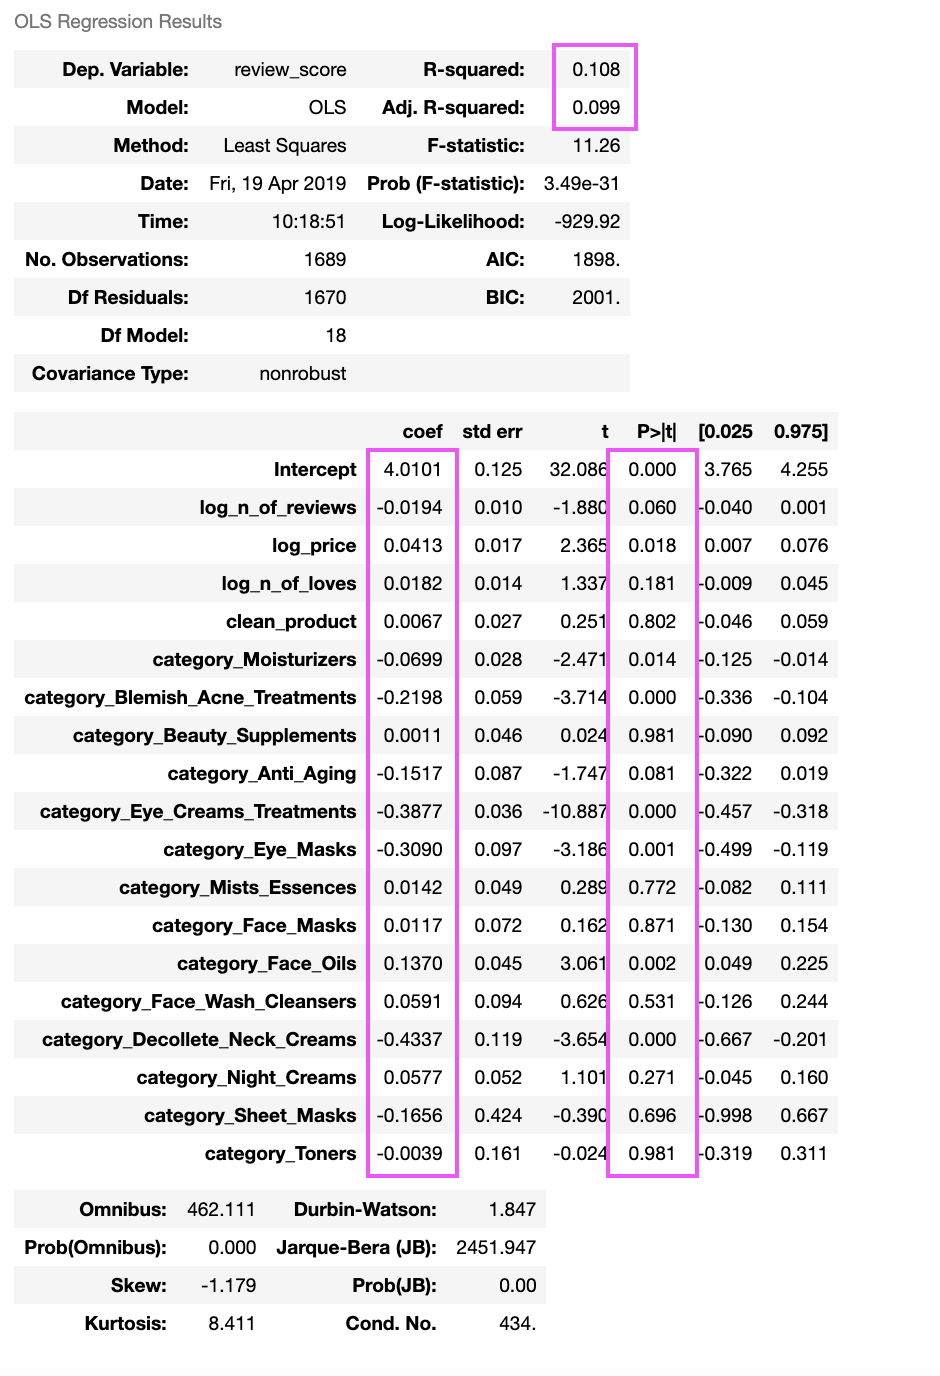 OLS Regression Results
Dep. Variable: review_score R-squared: 0.108
Model: OLS Adj. R-squared: 0.099
Method: Least Squares F-statistic: 11.26
Date: Fri, 19 Apr 2019 Prob (F-statistic): 3.49e-31
Time: 10:18:51 Log-Likelihood: -929.92
No. Observations: 1689 AIC: 1898.
Df Residuals: 1670 BIC: 2001.
Df Model: 18
Covariance Type: nonrobust
coef std err t P>|t| [0.025 0.975]
Intercept 4.0101 0.125 32.086 0.000 3.765 4.255
log_n_of_reviews -0.0194 0.010 -1.880 0.060 -0.040 0.001
log_price 0.0413 0.017 2.365 0.018 0.007 0.076
log_n_of_loves 0.0182 0.014 1.337 0.181 -0.009 0.045
clean_product 0.0067 0.027 0.251 0.802 -0.046 0.059
category_Moisturizers -0.0699 0.028 -2.471 0.014 -0.125 -0.014
category_Blemish_Acne_Treatments -0.2198 0.059 -3.714 0.000 -0.336 -0.104
category_Beauty_Supplements 0.0011 0.046 0.024 0.981 -0.090 0.092
category_Anti_Aging -0.1517 0.087 -1.747 0.081 -0.322 0.019
category_Eye_Creams_Treatments -0.3877 0.036 -10.887 0.000 -0.457 -0.318
category_Eye_Masks -0.3090 0.097 -3.186 0.001 -0.499 -0.119
category_Mists_Essences 0.0142 0.049 0.289 0.772 -0.082 0.111
category_Face_Masks 0.0117 0.072 0.162 0.871 -0.130 0.154
category_Face_Oils 0.1370 0.045 3.061 0.002 0.049 0.225
category_Face_Wash_Cleansers 0.0591 0.094 0.626 0.531 -0.126 0.244
category_Decollete_Neck_Creams -0.4337 0.119 -3.654 0.000 -0.667 -0.201
category_Night_Creams 0.0577 0.052 1.101 0.271 -0.045 0.160
category_Sheet_Masks -0.1656 0.424 -0.390 0.696 -0.998 0.667
category_Toners -0.0039 0.161 -0.024 0.981 -0.319 0.311
Omnibus: 462.111 Durbin-Watson: 1.847
Prob(Omnibus): 0.000 Jarque-Bera (JB): 2451.947
Skew: -1.179 Prob(JB): 0.00
Kurtosis: 8.411 Cond. No. 434.